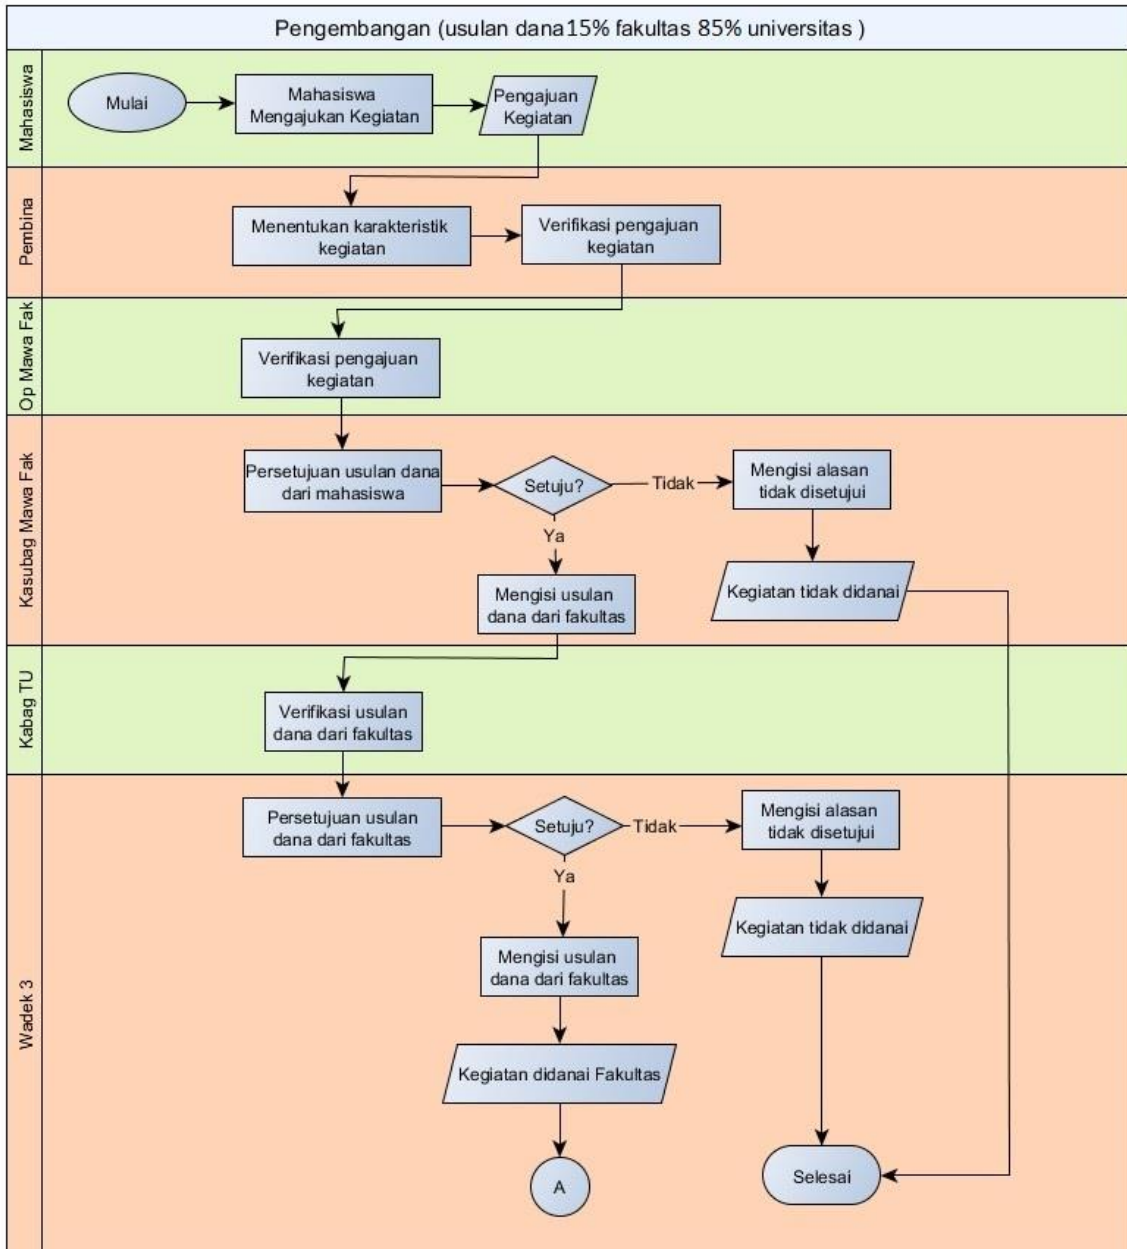 Pengembangan (usulan dana15% fakultas 85% universitas )
Mahasiswa
Mulai
Mahasiswa
Mengajukan Kegiatan
Pengajuan
Kegiatan
Pembina
Menentukan karakteristik
kegiatan
Verifikasi pengajuan
kegiatan
Op Mawa Fak
Verifikasi pengajuan
kegiatan
Kasubag Mawa Fak
Persetujuan usulan dana
dari mahasiswa
Setuju?
Tidak
Mengisi alasan
tidak disetujui
Ya
Mengisi usulan
dana dari fakultas
Kegiatan tidak didanai
Kabag TU
Verifikasi usulan
dana dari fakultas
Wadek 3
Persetujuan usulan
dana dari fakultas
Setuju?
Tidak
Mengisi alasan
tidak disetujui
Ya
Kegiatan tidak didanai
Mengisi usulan
dana dari fakultas
Kegiatan didanai Fakultas
A
Selesai